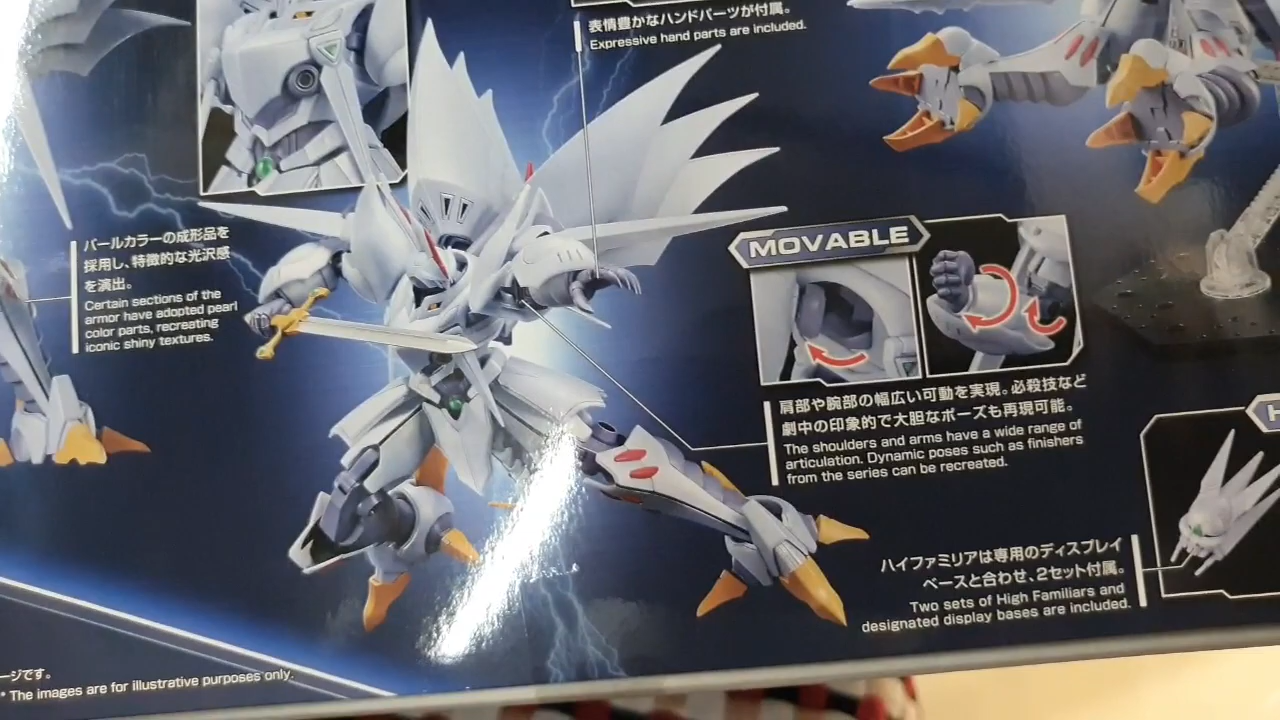 表情豊かなハンドパーツが付属。
Expressive hand parts are included.
パールカラーの成形品を
採用し、特徴的な光沢感
を演出。
Certain sections of the
armor have adopted pearl
color parts, recreating
iconic shiny textures.
MOVABLE
肩部や腕部の幅広い可動を実現。必殺技など
劇中の印象的で大胆なポーズも再現可能。
The shoulders and arms have a wide range of
articulation. Dynamic poses such as finishers
from the series can be recreated.
ハイファミリアは専用のディスプレイ
ベースと合わせ、2セット付属。
Two sets of High Familiars and
designated display bases are included.
ージです。
* The images are for illustrative purposes only.